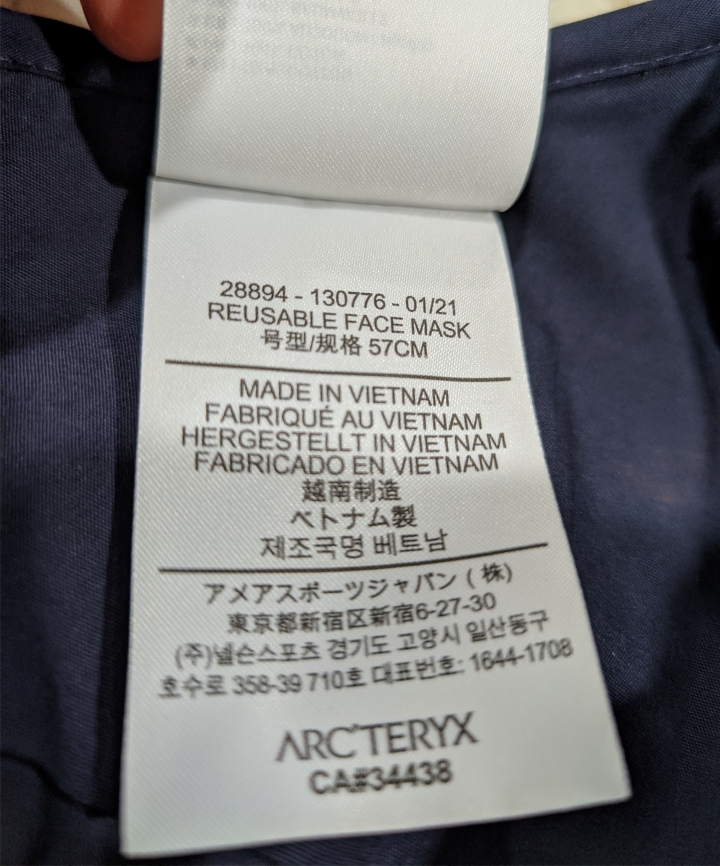 28894 - 130776 - 01/21
REUSABLE FACE MASK
号型/规格 57CM
MADE IN VIETNAM
FABRIQUÉ AU VIETNAM
HERGESTELLT IN VIETNAM
FABRICADO EN VIETNAM
越南制造
ベトナム製
제조국명 베트남
アメアスポーツジャパン (株)
東京都新宿区新宿6-27-30
(주)넬슨스포츠 경기도 고양시 일산동구
호수로 358-39 710호 대표번호: 1644-1708
ARC'TERYX
CA#34438